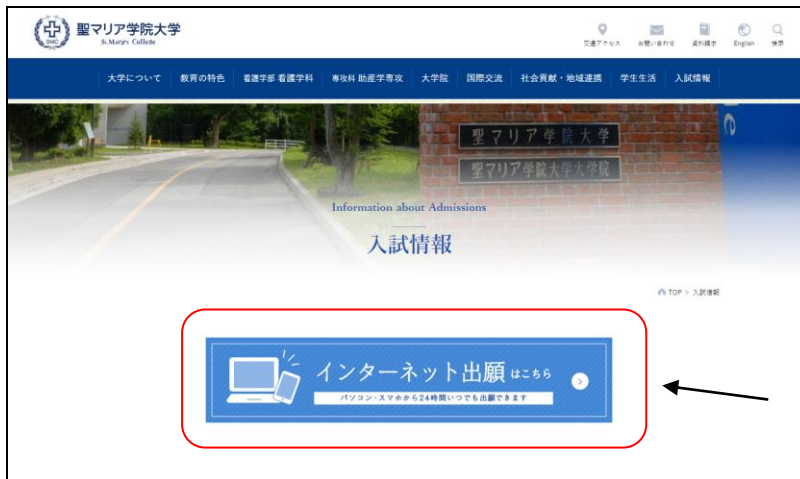 SMC
聖マリア学院大学
St.Mary's College
交通アクセス お問い合わせ 資料請求 English 検索
大学について 教育の特色 看護学部 看護学科 専攻科 助産学専攻 大学院 国際交流 社会貢献・地域連携 学生生活 入試情報
聖マリア学院大学
聖マリア学院大学大学院
Information about Admissions
入試情報
TOP > 入試情報
インターネット出願 はこちら
パソコン・スマホから24時間いつでも出願できます